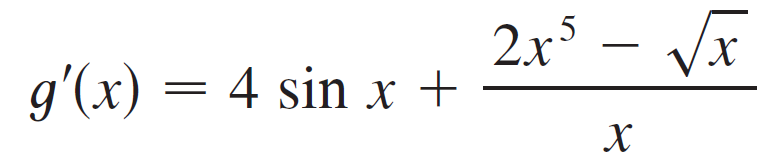 g′(x) = 4 sin x + (2x⁵ − √x)/x